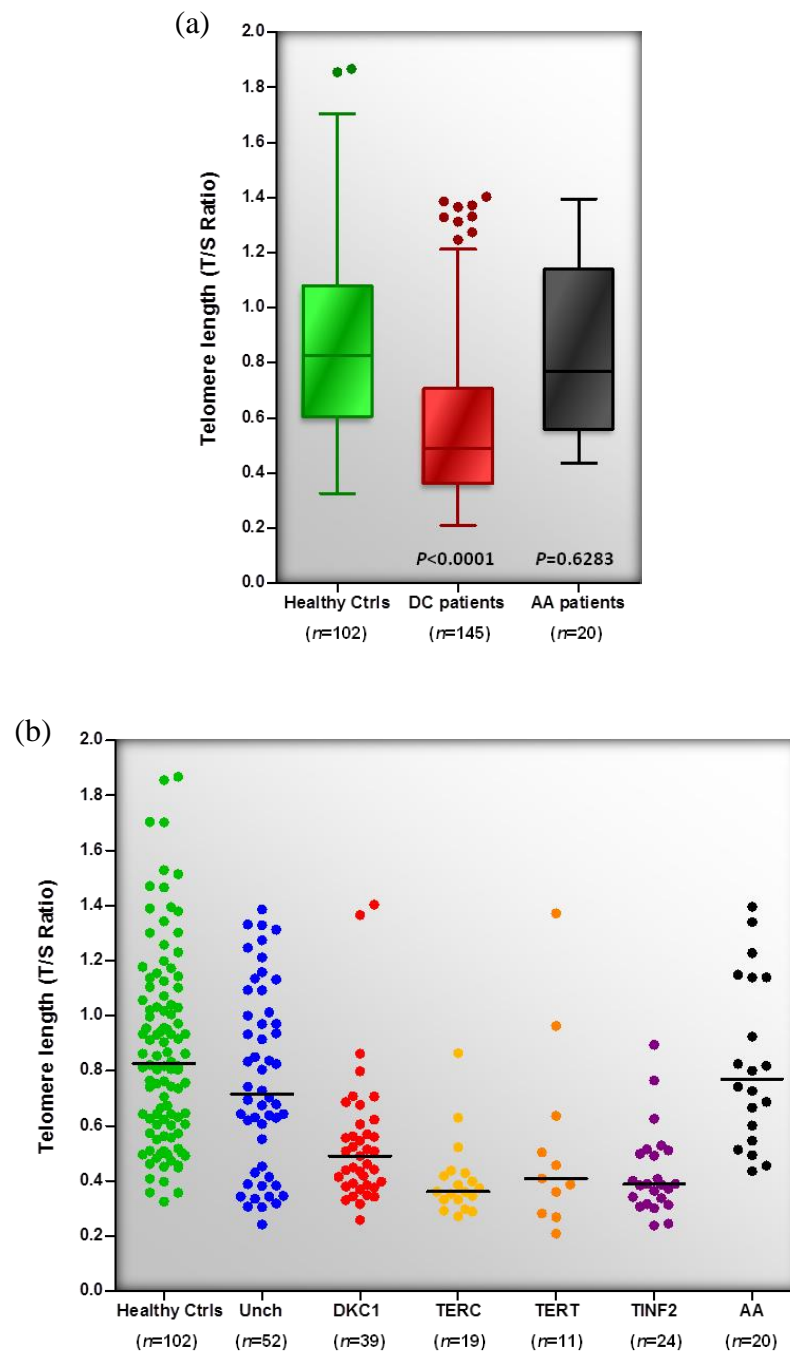 (a)
Telomere length (T/S Ratio)
2.0
1.8
1.6
1.4
1.2
1.0
0.8
0.6
0.4
0.2
0.0
P<0.0001 P=0.6283
Healthy Ctrls DC patients AA patients
(n=102) (n=145) (n=20)
(b)
Telomere length (T/S Ratio)
2.0
1.8
1.6
1.4
1.2
1.0
0.8
0.6
0.4
0.2
0.0
Healthy Ctrls Unch DKC1 TERC TERT TINF2 AA
(n=102) (n=52) (n=39) (n=19) (n=11) (n=24) (n=20)